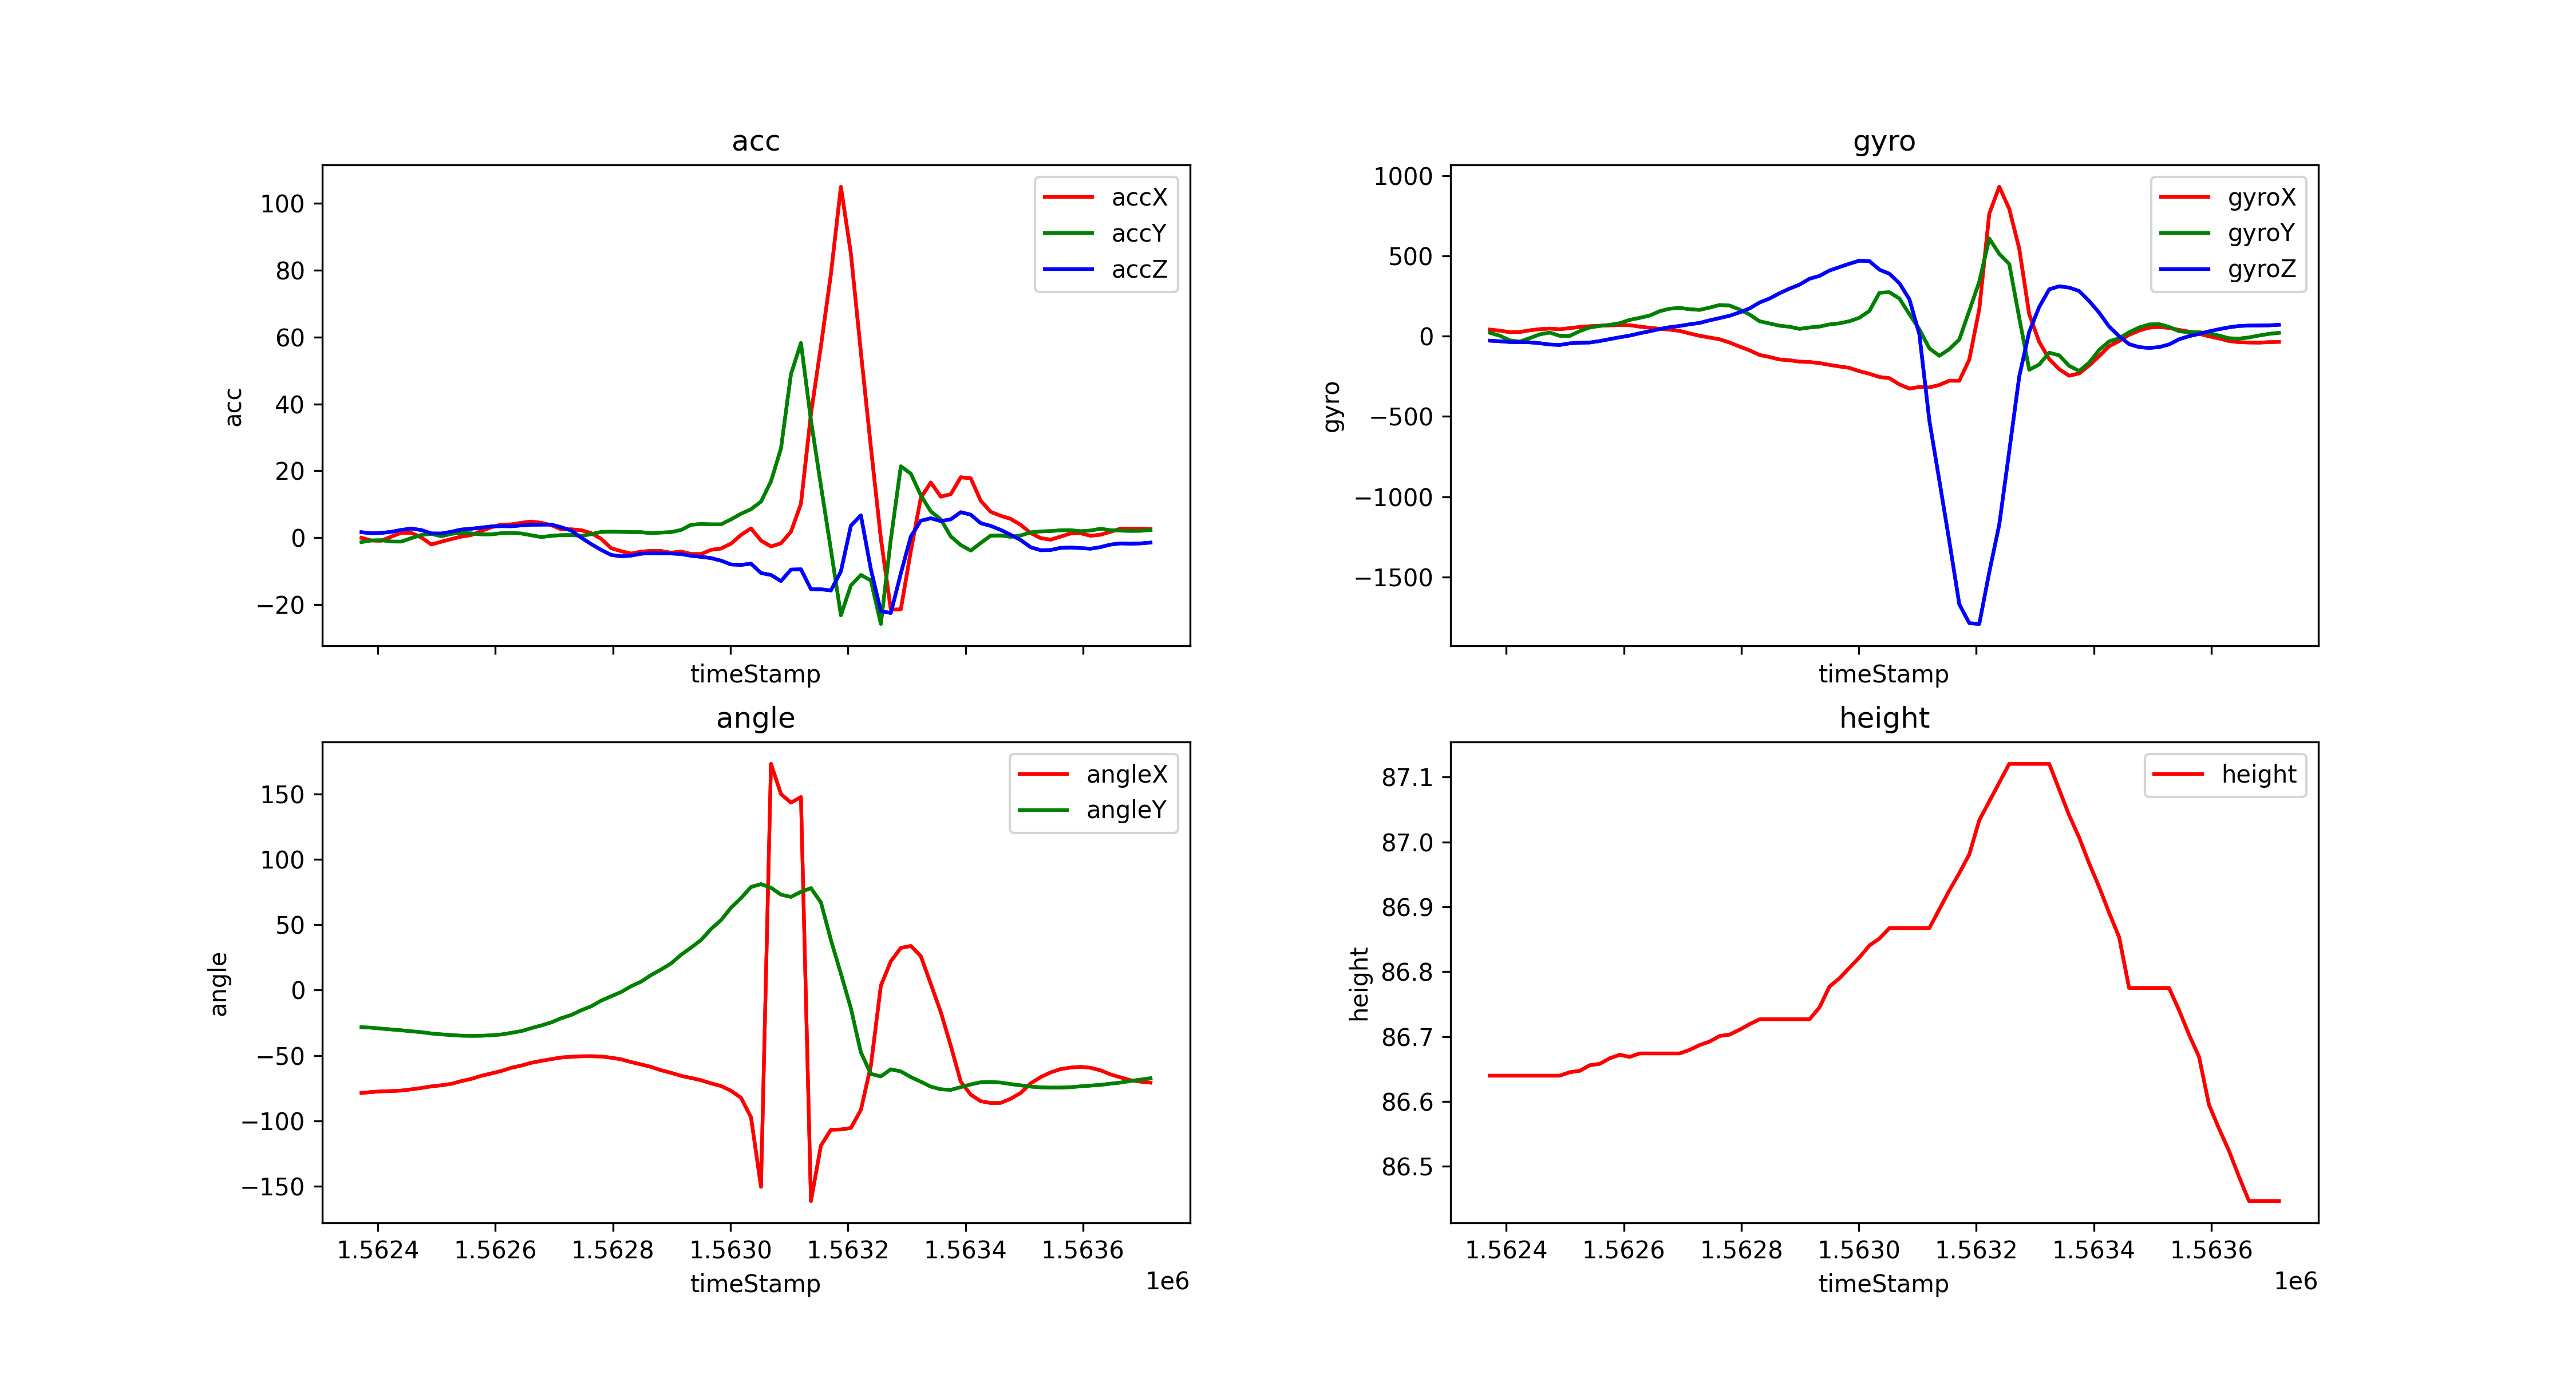 acc
100
80
60
40
20
0
−20
acc
accX
accY
accZ
timeStamp
gyro
1000
500
0
−500
−1000
−1500
gyro
gyroX
gyroY
gyroZ
timeStamp
angle
150
100
50
0
−50
−100
−150
angle
angleX
angleY
1.5624 1.5626 1.5628 1.5630 1.5632 1.5634 1.5636
timeStamp
1e6
height
87.1
87.0
86.9
86.8
86.7
86.6
86.5
height
height
1.5624 1.5626 1.5628 1.5630 1.5632 1.5634 1.5636
timeStamp
1e6